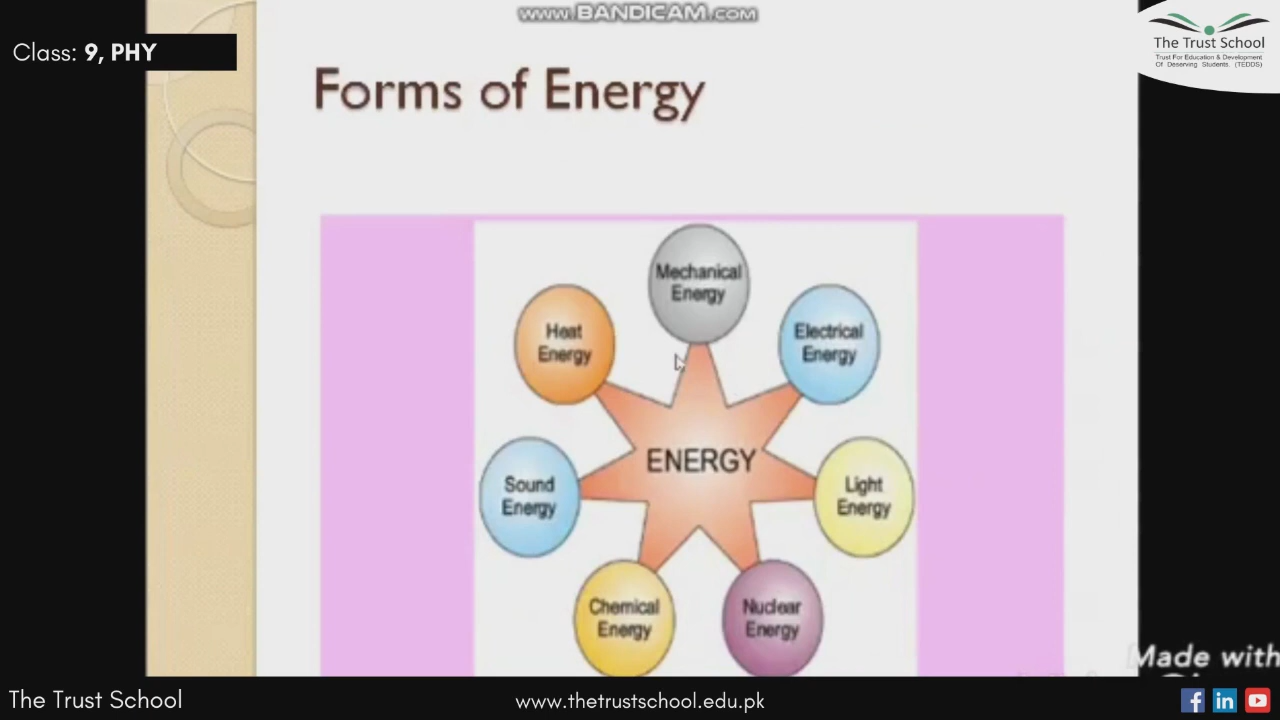 www.BANDICAM.COM
Class: 9, PHY
The Trust School
Trust For Education & Development
Of Deserving Students. (TEDDS)
Forms of Energy
Mechanical
Energy
Heat
Energy
Electrical
Energy
ENERGY
Sound
Energy
Light
Energy
Chemical
Energy
Nuclear
Energy
Made with
The Trust School
www.thetrustschool.edu.pk
f
in